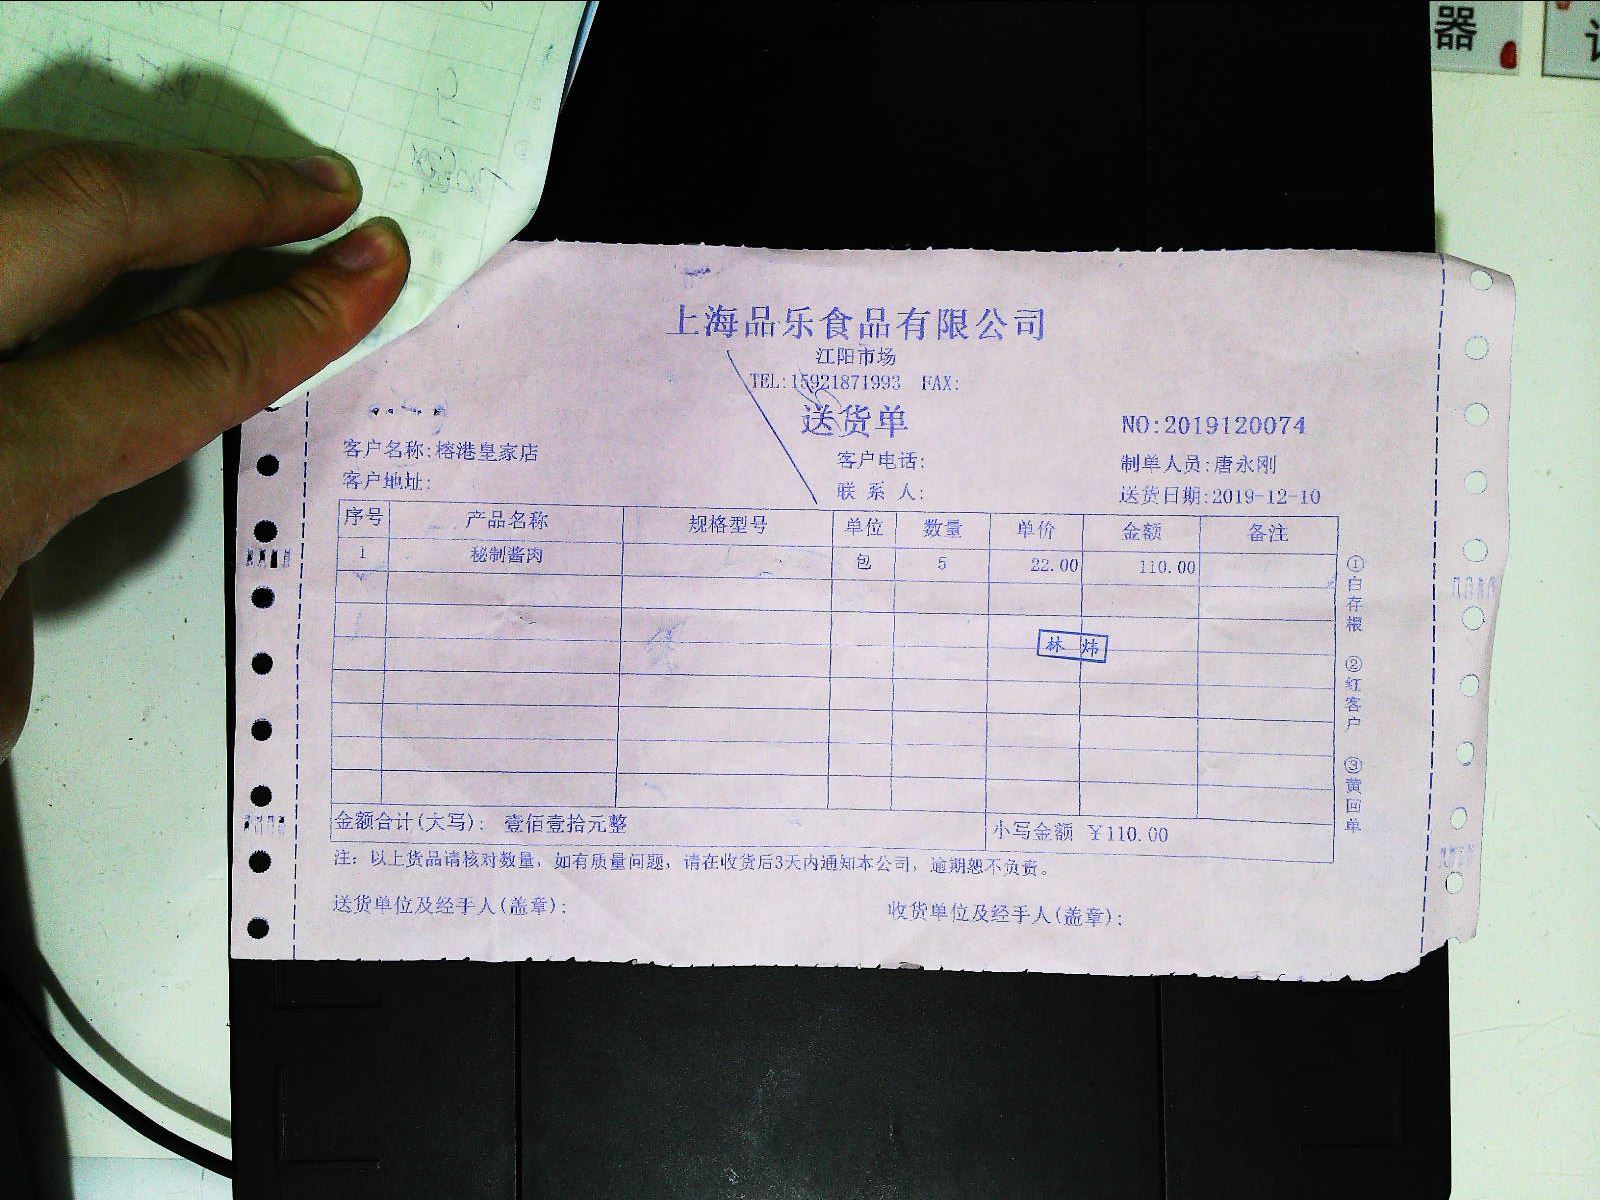 器
上海品乐食品有限公司
江阳市场
TEL:15921871993 FAX:
送货单
NO:2019120074
客户名称:榕港皇家店
客户电话:
制单人员:唐永刚
客户地址:
联 系 人:
送货日期:2019-12-10
序号 产品名称 规格型号 单位 数量 单价 金额 备注
1 秘制酱肉 包 5 22.00 110.00
林 炜
金额合计(大写): 壹佰壹拾元整
小写金额 ￥110.00
注: 以上货品请核对数量, 如有质量问题, 请在收货后3天内通知本公司, 逾期恕不负责。
送货单位及经手人(盖章):
收货单位及经手人(盖章):
①白存根 ②红客户 ③黄回单